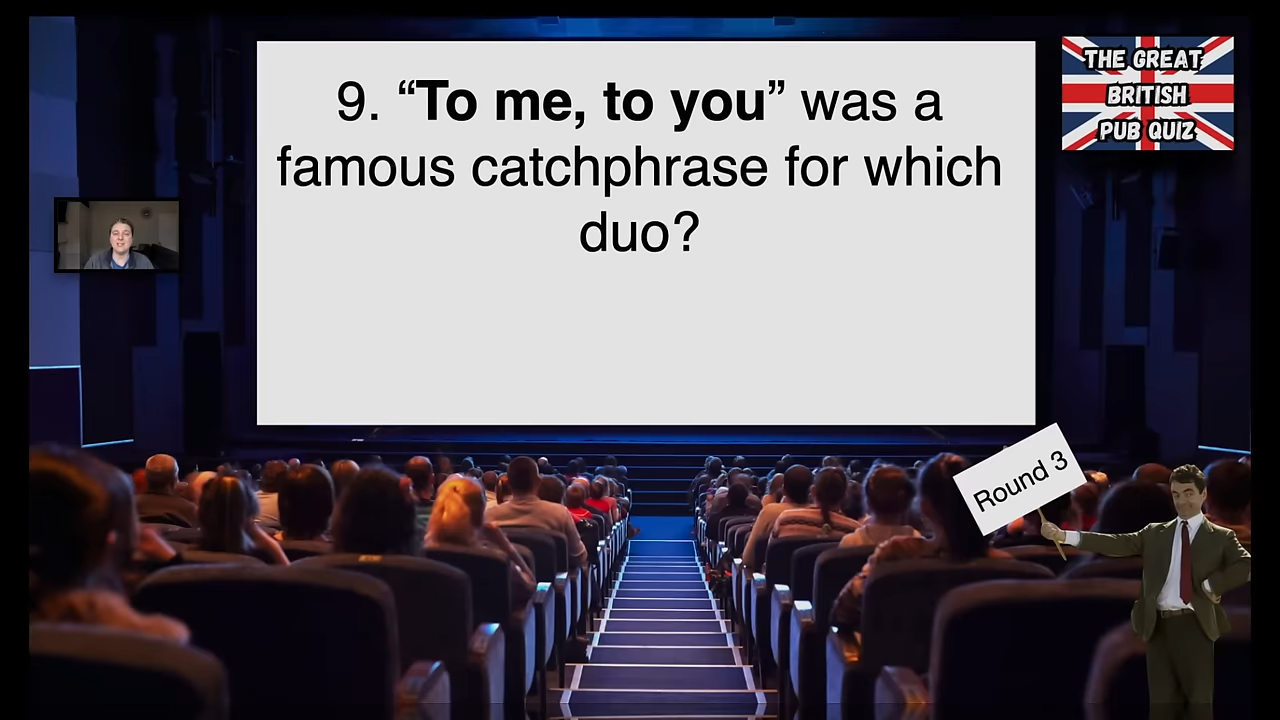 9. “To me, to you” was a
famous catchphrase for which
duo?
THE GREAT
BRITISH
PUB QUIZ
Round 3